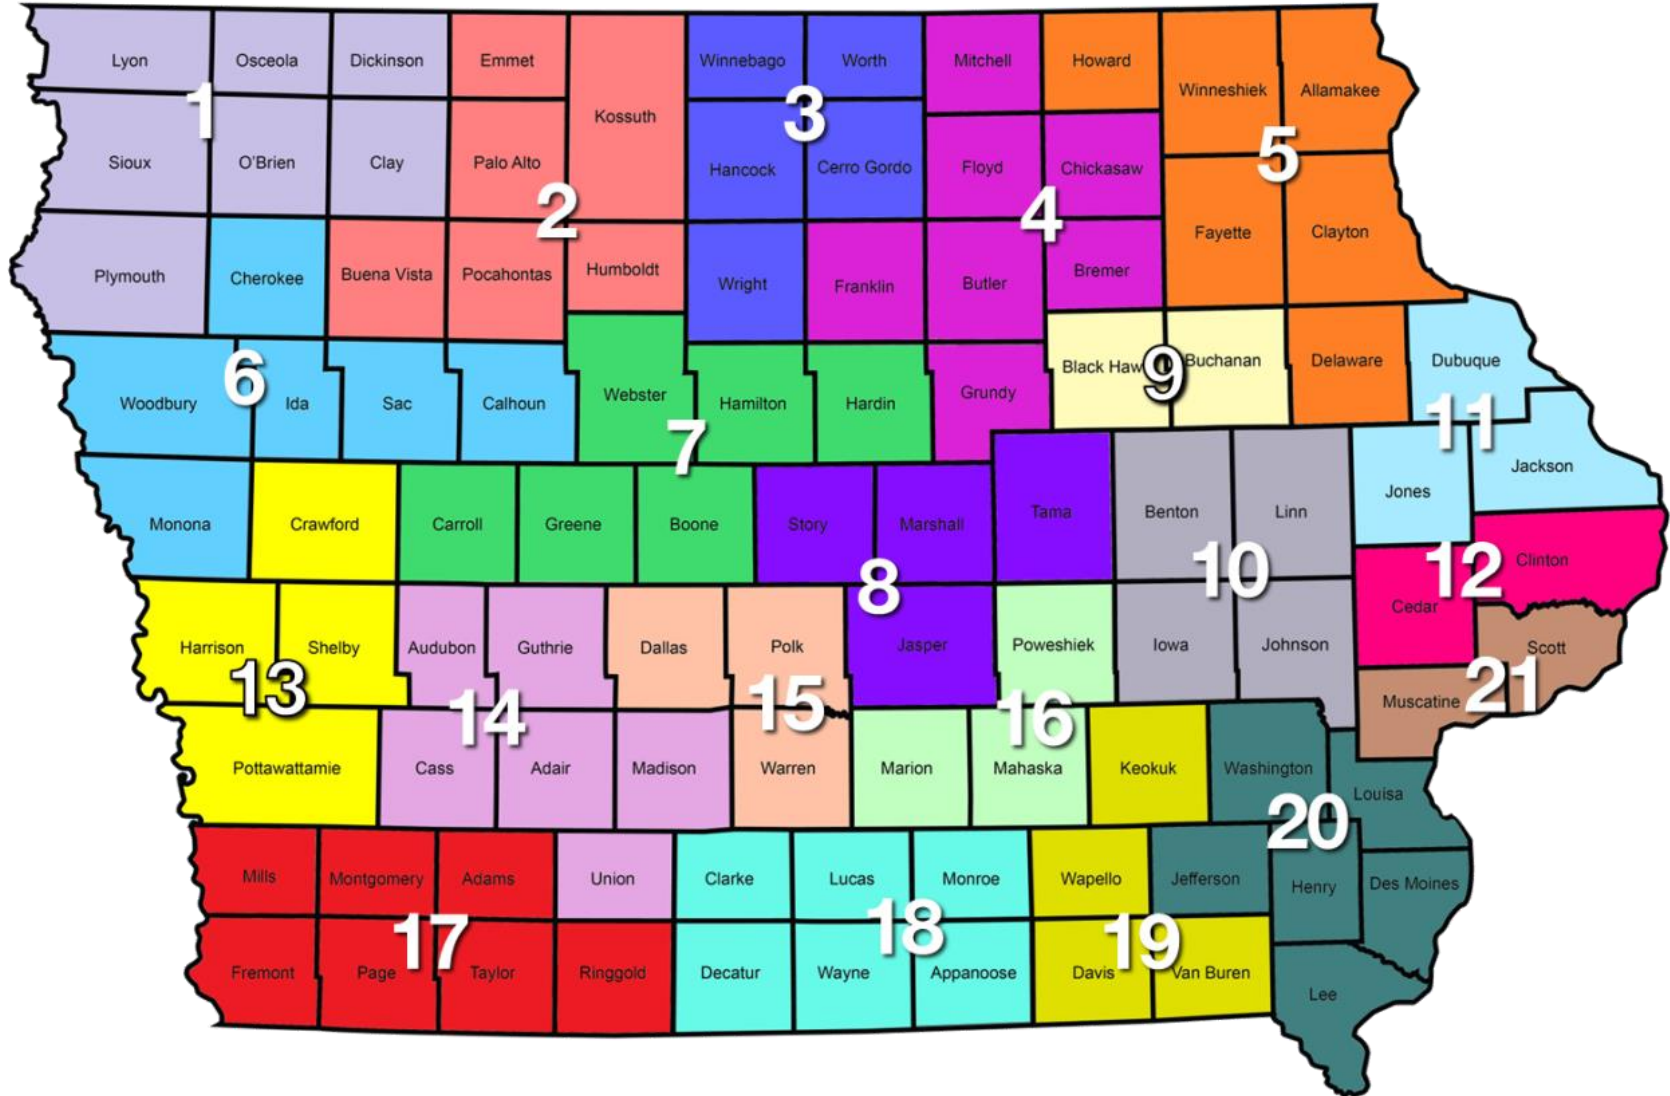 Lyon
Osceola
Dickinson
Emmet
Kossuth
Winnebago
Worth
Mitchell
Howard
Winneshiek
Allamakee
1
3
5
Sioux
O'Brien
Clay
Palo Alto
Hancock
Cerro Gordo
Floyd
Chickasaw
2
4
Fayette
Clayton
Plymouth
Cherokee
Buena Vista
Pocahontas
Humboldt
Wright
Franklin
Butler
Bremer
6
9
Black Haw
Buchanan
Delaware
Dubuque
11
Woodbury
Ida
Sac
Calhoun
Webster
Hamilton
Hardin
Grundy
7
Jackson
Jones
Monona
Crawford
Carroll
Greene
Boone
Story
Marshall
Tama
Benton
Linn
8
10
12
Clinton
Cedar
Harrison
Shelby
Audubon
Guthrie
Dallas
Polk
Jasper
Poweshiek
Iowa
Johnson
Scott
13
14
15
16
21
Muscatine
Pottawattamie
Cass
Adair
Madison
Warren
Marion
Mahaska
Keokuk
Washington
Louisa
20
Mills
Montgomery
Adams
Union
Clarke
Lucas
Monroe
Wapello
Jefferson
Henry
Des Moines
17
18
19
Fremont
Page
Taylor
Ringgold
Decatur
Wayne
Appanoose
Davis
Van Buren
Lee